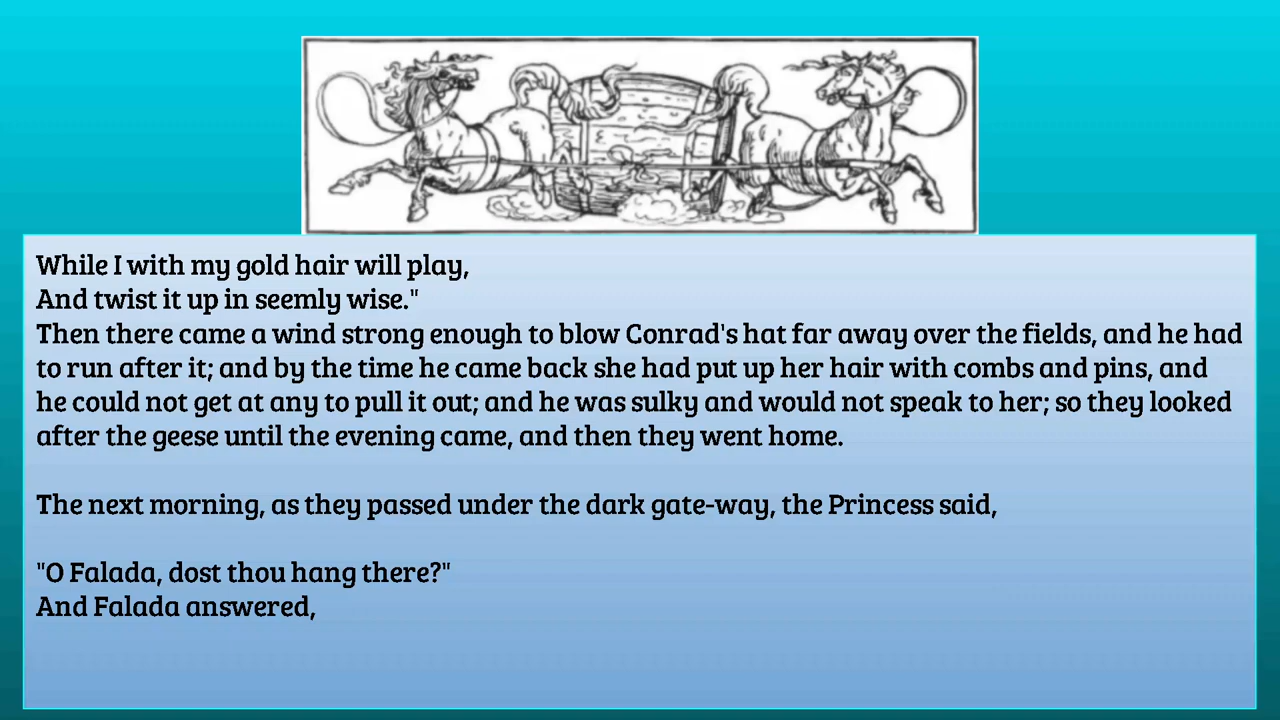 While I with my gold hair will play,
And twist it up in seemly wise."
Then there came a wind strong enough to blow Conrad's hat far away over the fields, and he had
to run after it; and by the time he came back she had put up her hair with combs and pins, and
he could not get at any to pull it out; and he was sulky and would not speak to her; so they looked
after the geese until the evening came, and then they went home.
The next morning, as they passed under the dark gate-way, the Princess said,
"O Falada, dost thou hang there?"
And Falada answered,